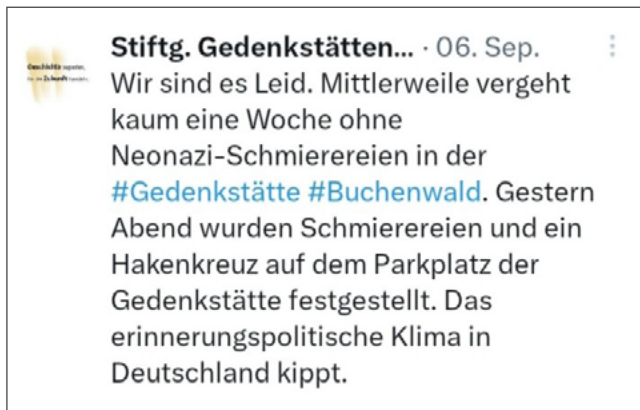 Stiftg. Gedenkstätten... · 06. Sep.
Wir sind es Leid. Mittlerweile vergeht
kaum eine Woche ohne
Neonazi-Schmierereien in der
#Gedenkstätte #Buchenwald. Gestern
Abend wurden Schmierereien und ein
Hakenkreuz auf dem Parkplatz der
Gedenkstätte festgestellt. Das
erinnerungspolitische Klima in
Deutschland kippt.
Geschichte
Zukunft